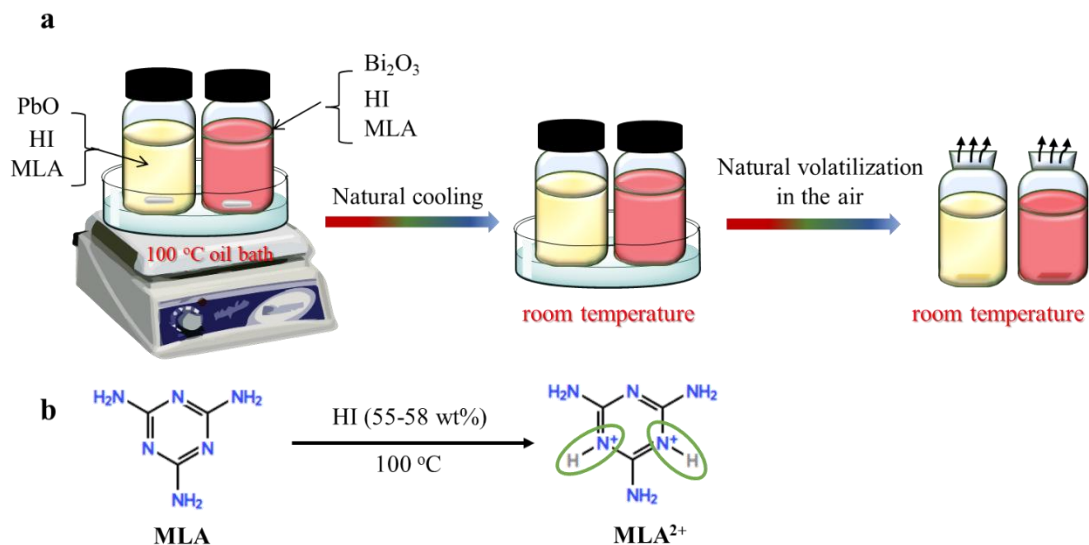 a
PbO
HI
MLA
Bi₂O₃
HI
MLA
100 °C oil bath
Natural cooling
room temperature
Natural volatilization
in the air
room temperature
b
H₂N
N
NH₂
N
N
NH₂
MLA
HI (55-58 wt%)
100 °C
H₂N
N
NH₂
H
N⁺
N⁺
H
NH₂
MLA²⁺